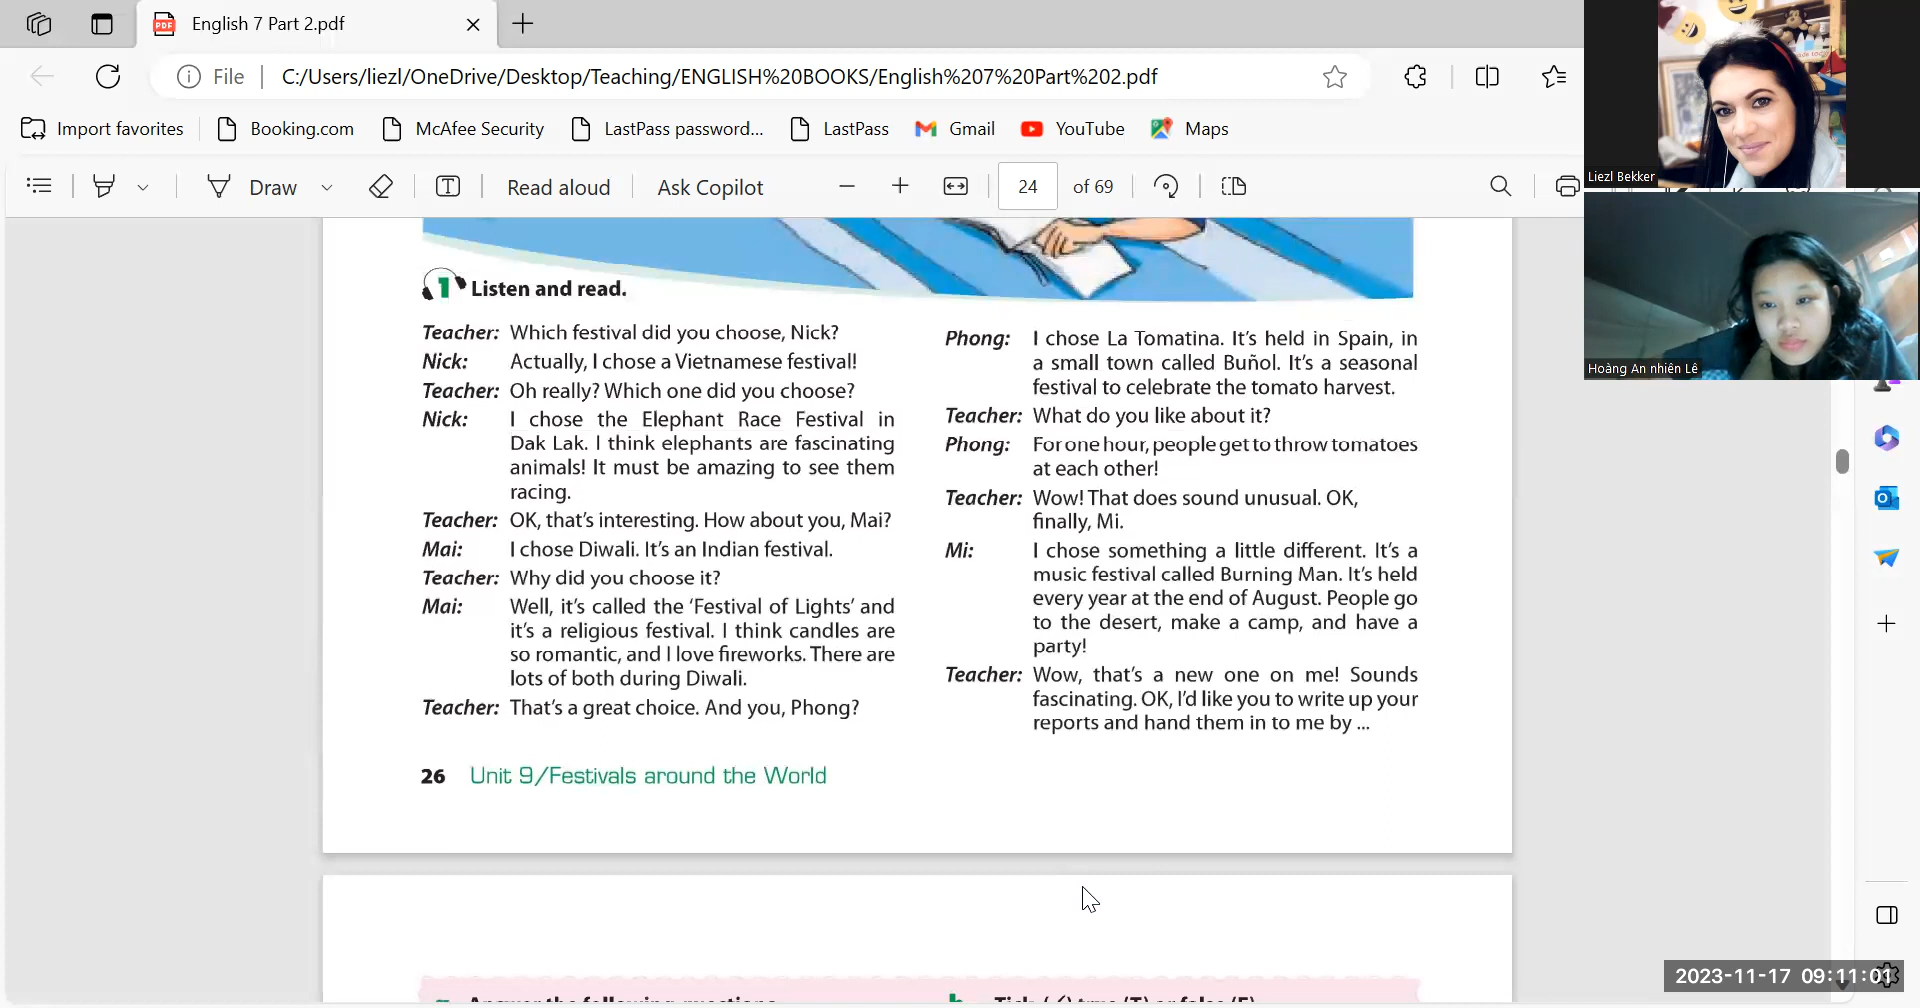 English 7 Part 2.pdf
File
C:/Users/liezl/OneDrive/Desktop/Teaching/ENGLISH%20BOOKS/English%207%20Part%202.pdf
Import favorites
Booking.com
McAfee Security
LastPass password...
LastPass
Gmail
YouTube
Maps
Draw
Read aloud
Ask Copilot
24 of 69
Liezl Bekker
Hoàng An nhiên Lê
1 Listen and read.
Teacher: Which festival did you choose, Nick?
Nick: Actually, I chose a Vietnamese festival!
Teacher: Oh really? Which one did you choose?
Nick: I chose the Elephant Race Festival in
Dak Lak. I think elephants are fascinating
animals! It must be amazing to see them
racing.
Teacher: OK, that's interesting. How about you, Mai?
Mai: I chose Diwali. It's an Indian festival.
Teacher: Why did you choose it?
Mai: Well, it's called the 'Festival of Lights' and
it's a religious festival. I think candles are
so romantic, and I love fireworks. There are
lots of both during Diwali.
Teacher: That's a great choice. And you, Phong?
Phong: I chose La Tomatina. It's held in Spain, in
a small town called Buñol. It's a seasonal
festival to celebrate the tomato harvest.
Teacher: What do you like about it?
Phong: For one hour, people get to throw tomatoes
at each other!
Teacher: Wow! That does sound unusual. OK,
finally, Mi.
Mi: I chose something a little different. It's a
music festival called Burning Man. It's held
every year at the end of August. People go
to the desert, make a camp, and have a
party!
Teacher: Wow, that's a new one on me! Sounds
fascinating. OK, I'd like you to write up your
reports and hand them in to me by ...
26 Unit 9/Festivals around the World
a Answer the following questions
b Tick (✓) true (T) or false (F)
2023-11-17 09:11:01